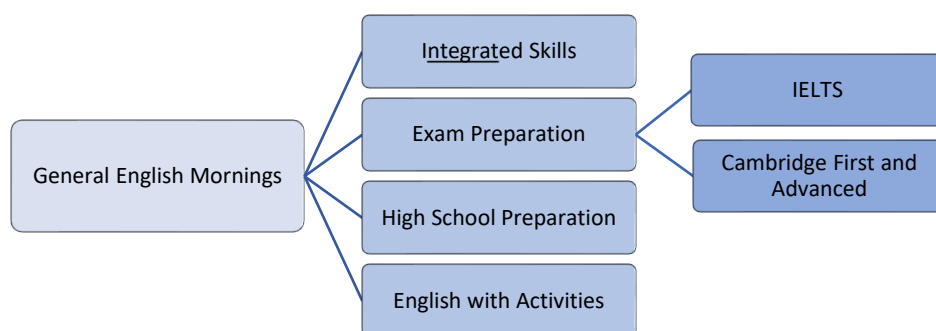 General English Mornings
Integrated Skills
Exam Preparation
High School Preparation
English with Activities
IELTS
Cambridge First and
Advanced